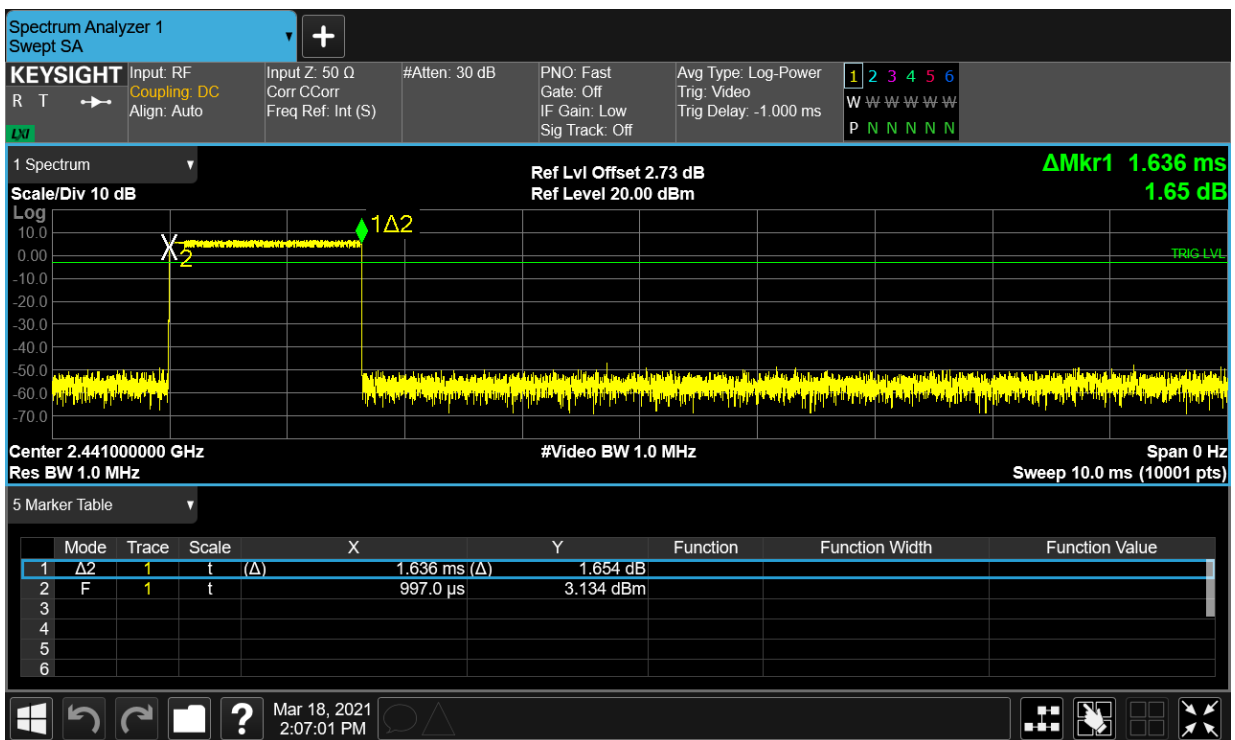 Spectrum Analyzer 1
Swept SA
+
KEYSIGHT Input: RF Input Z: 50 Ω #Atten: 30 dB PNO: Fast Avg Type: Log-Power 1 2 3 4 5 6
R T Coupling: DC Corr CCorr Gate: Off Trig: Video W W W W W W
Align: Auto Freq Ref: Int (S) IF Gain: Low Trig Delay: -1.000 ms
LXI Sig Track: Off P N N N N N
1 Spectrum Ref Lvl Offset 2.73 dB ΔMkr1 1.636 ms
Scale/Div 10 dB Ref Level 20.00 dBm 1.65 dB
Log
1Δ2
10.0
2
0.00
TRIG LVL
-10.0
-20.0
-30.0
-40.0
-50.0
-60.0
-70.0
Center 2.441000000 GHz #Video BW 1.0 MHz Span 0 Hz
Res BW 1.0 MHz Sweep 10.0 ms (10001 pts)
5 Marker Table
Mode Trace Scale X Y Function Function Width Function Value
1 Δ2 1 t (Δ) 1.636 ms (Δ) 1.654 dB
2 F 1 t 997.0 µs 3.134 dBm
3
4
5
6
? Mar 18, 2021
2:07:01 PM